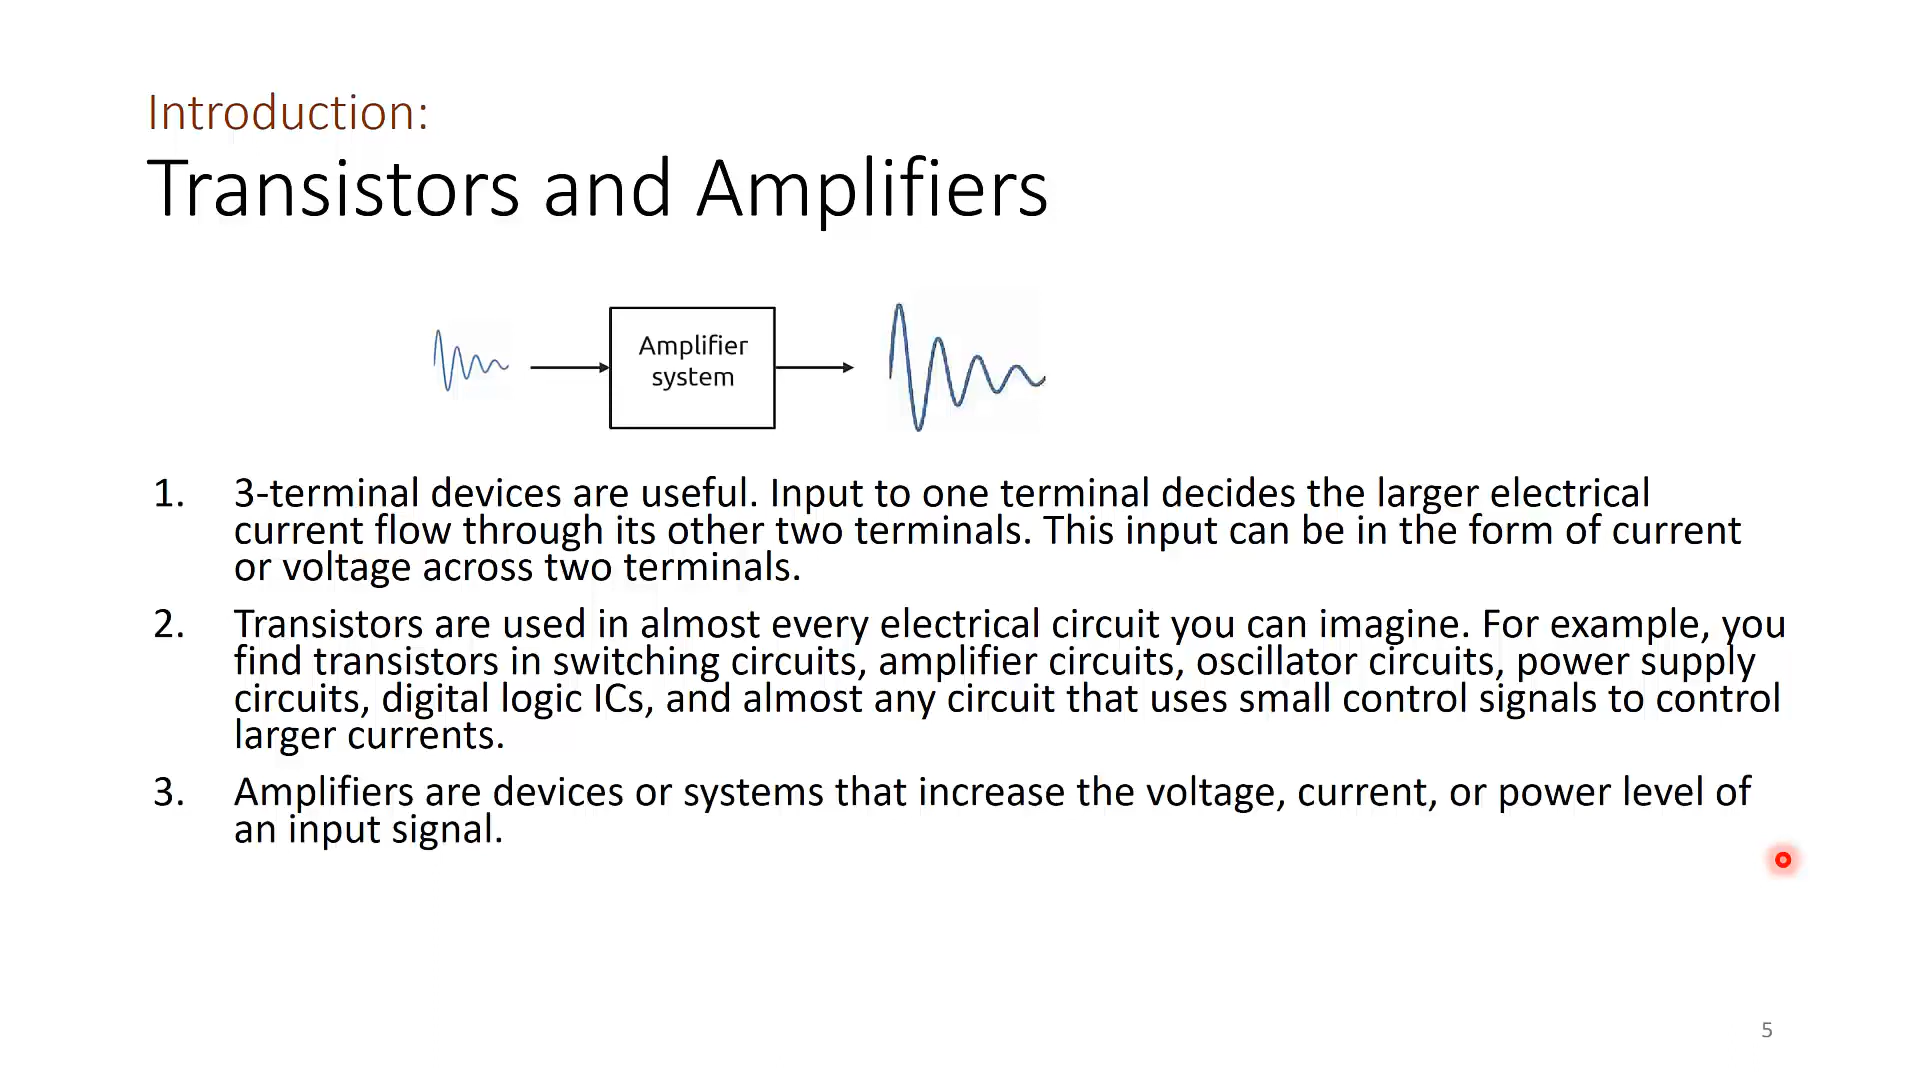 Introduction:
Transistors and Amplifiers
Amplifier
system
1. 3-terminal devices are useful. Input to one terminal decides the larger electrical
current flow through its other two terminals. This input can be in the form of current
or voltage across two terminals.
2. Transistors are used in almost every electrical circuit you can imagine. For example, you
find transistors in switching circuits, amplifier circuits, oscillator circuits, power supply
circuits, digital logic ICs, and almost any circuit that uses small control signals to control
larger currents.
3. Amplifiers are devices or systems that increase the voltage, current, or power level of
an input signal.
5